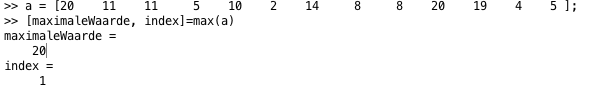 >> a = [20 11 11 5 10 2 14 8 8 20 19 4 5 ];
>> [maximaleWaarde, index]=max(a)
maximaleWaarde =
20
index =
1